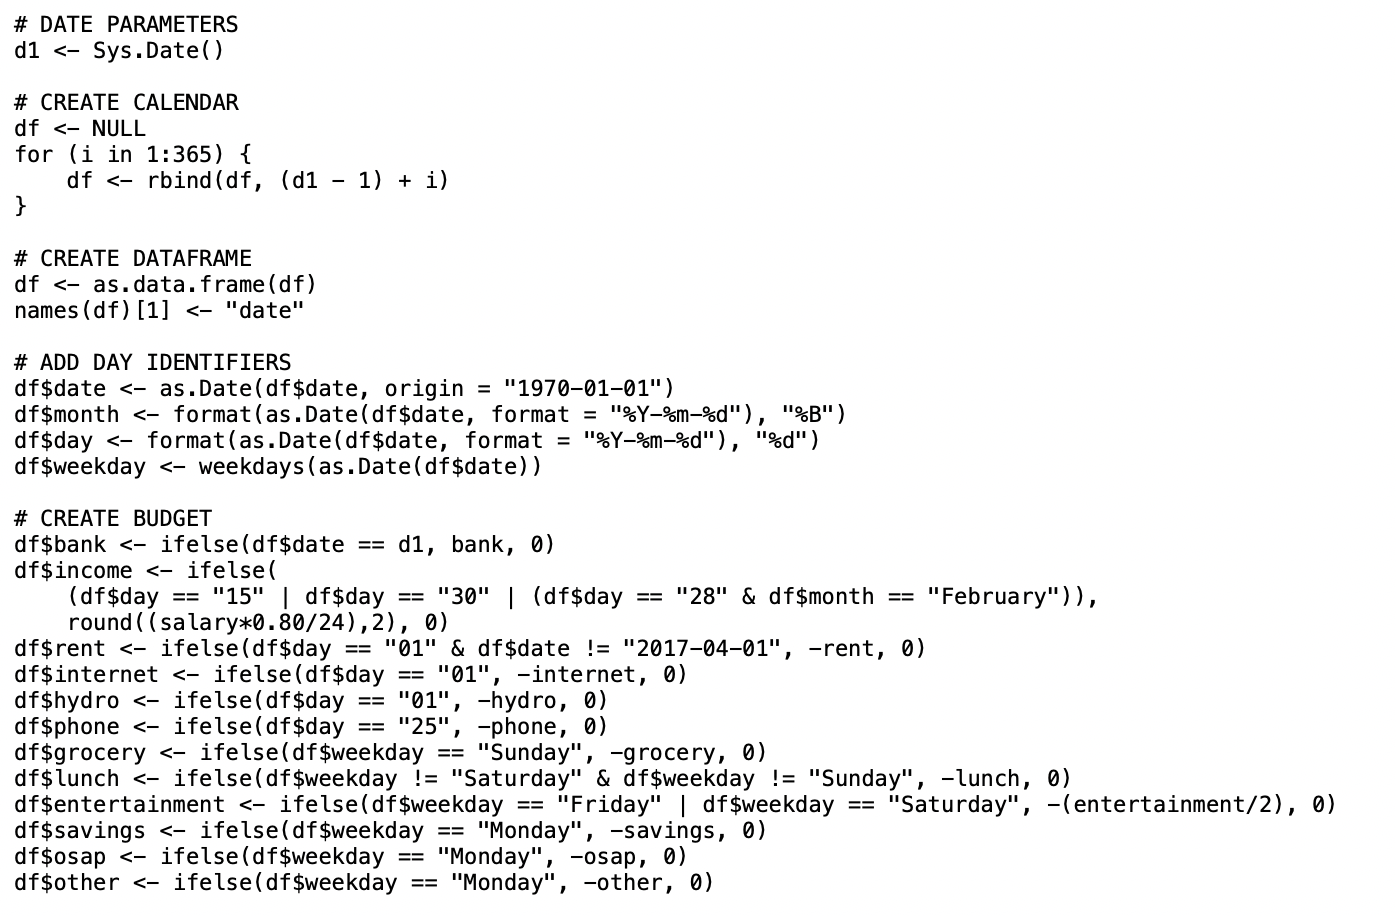 # DATE PARAMETERS
d1 <- Sys.Date()

# CREATE CALENDAR
df <- NULL
for (i in 1:365) {
    df <- rbind(df, (d1 - 1) + i)
}

# CREATE DATAFRAME
df <- as.data.frame(df)
names(df)[1] <- "date"

# ADD DAY IDENTIFIERS
df$date <- as.Date(df$date, origin = "1970-01-01")
df$month <- format(as.Date(df$date, format = "%Y-%m-%d"), "%B")
df$day <- format(as.Date(df$date, format = "%Y-%m-%d"), "%d")
df$weekday <- weekdays(as.Date(df$date))

# CREATE BUDGET
df$bank <- ifelse(df$date == d1, bank, 0)
df$income <- ifelse(
    (df$day == "15" | df$day == "30" | (df$day == "28" & df$month == "February")),
    round((salary*0.80/24),2), 0)
df$rent <- ifelse(df$day == "01" & df$date != "2017-04-01", -rent, 0)
df$internet <- ifelse(df$day == "01", -internet, 0)
df$hydro <- ifelse(df$day == "01", -hydro, 0)
df$phone <- ifelse(df$day == "25", -phone, 0)
df$grocery <- ifelse(df$weekday == "Sunday", -grocery, 0)
df$lunch <- ifelse(df$weekday != "Saturday" & df$weekday != "Sunday", -lunch, 0)
df$entertainment <- ifelse(df$weekday == "Friday" | df$weekday == "Saturday", -(entertainment/2), 0)
df$savings <- ifelse(df$weekday == "Monday", -savings, 0)
df$osap <- ifelse(df$weekday == "Monday", -osap, 0)
df$other <- ifelse(df$weekday == "Monday", -other, 0)